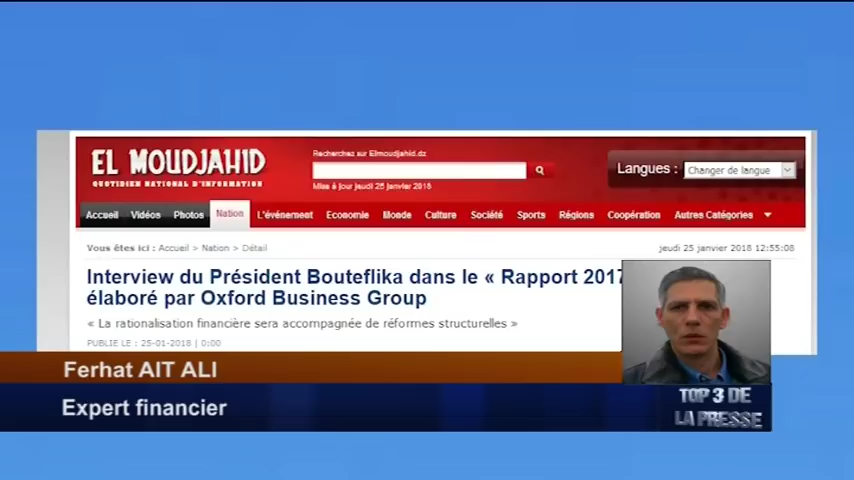 EL MOUDJAHID
QUOTIDIEN NATIONAL D'INFORMATION
Recherchez sur Elmoudjahid.dz
Mise à jour jeudi 25 janvier 2018
Langues : Changer de langue
Accueil Vidéos Photos Nation L'événement Economie Monde Culture Société Sports Régions Coopération Autres Catégories
Vous êtes ici : Accueil > Nation > Détail
jeudi 25 janvier 2018 12:55:08
Interview du Président Bouteflika dans le « Rapport 2017
élaboré par Oxford Business Group
« La rationalisation financière sera accompagnée de réformes structurelles »
PUBLIE LE : 25-01-2018 | 0:00
Ferhat AIT ALI
Expert financier
TOP 3 DE
LA PRESSE